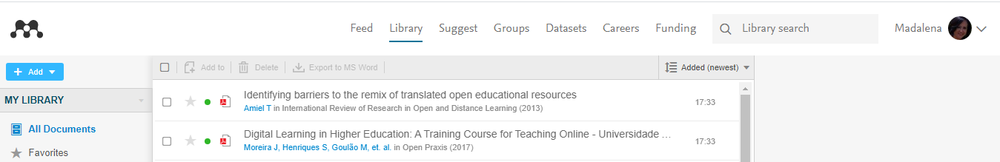 Feed Library Suggest Groups Datasets Careers Funding Library search Madalena
Add Add to Delete Export to MS Word Added (newest)
MY LIBRARY
Identifying barriers to the remix of translated open educational resources 17:33
Amiel T in International Review of Research in Open and Distance Learning (2013)
All Documents
Digital Learning in Higher Education: A Training Course for Teaching Online - Universidade … 17:33
Moreira J, Henriques S, Goulão M, et. al. in Open Praxis (2017)
Favorites